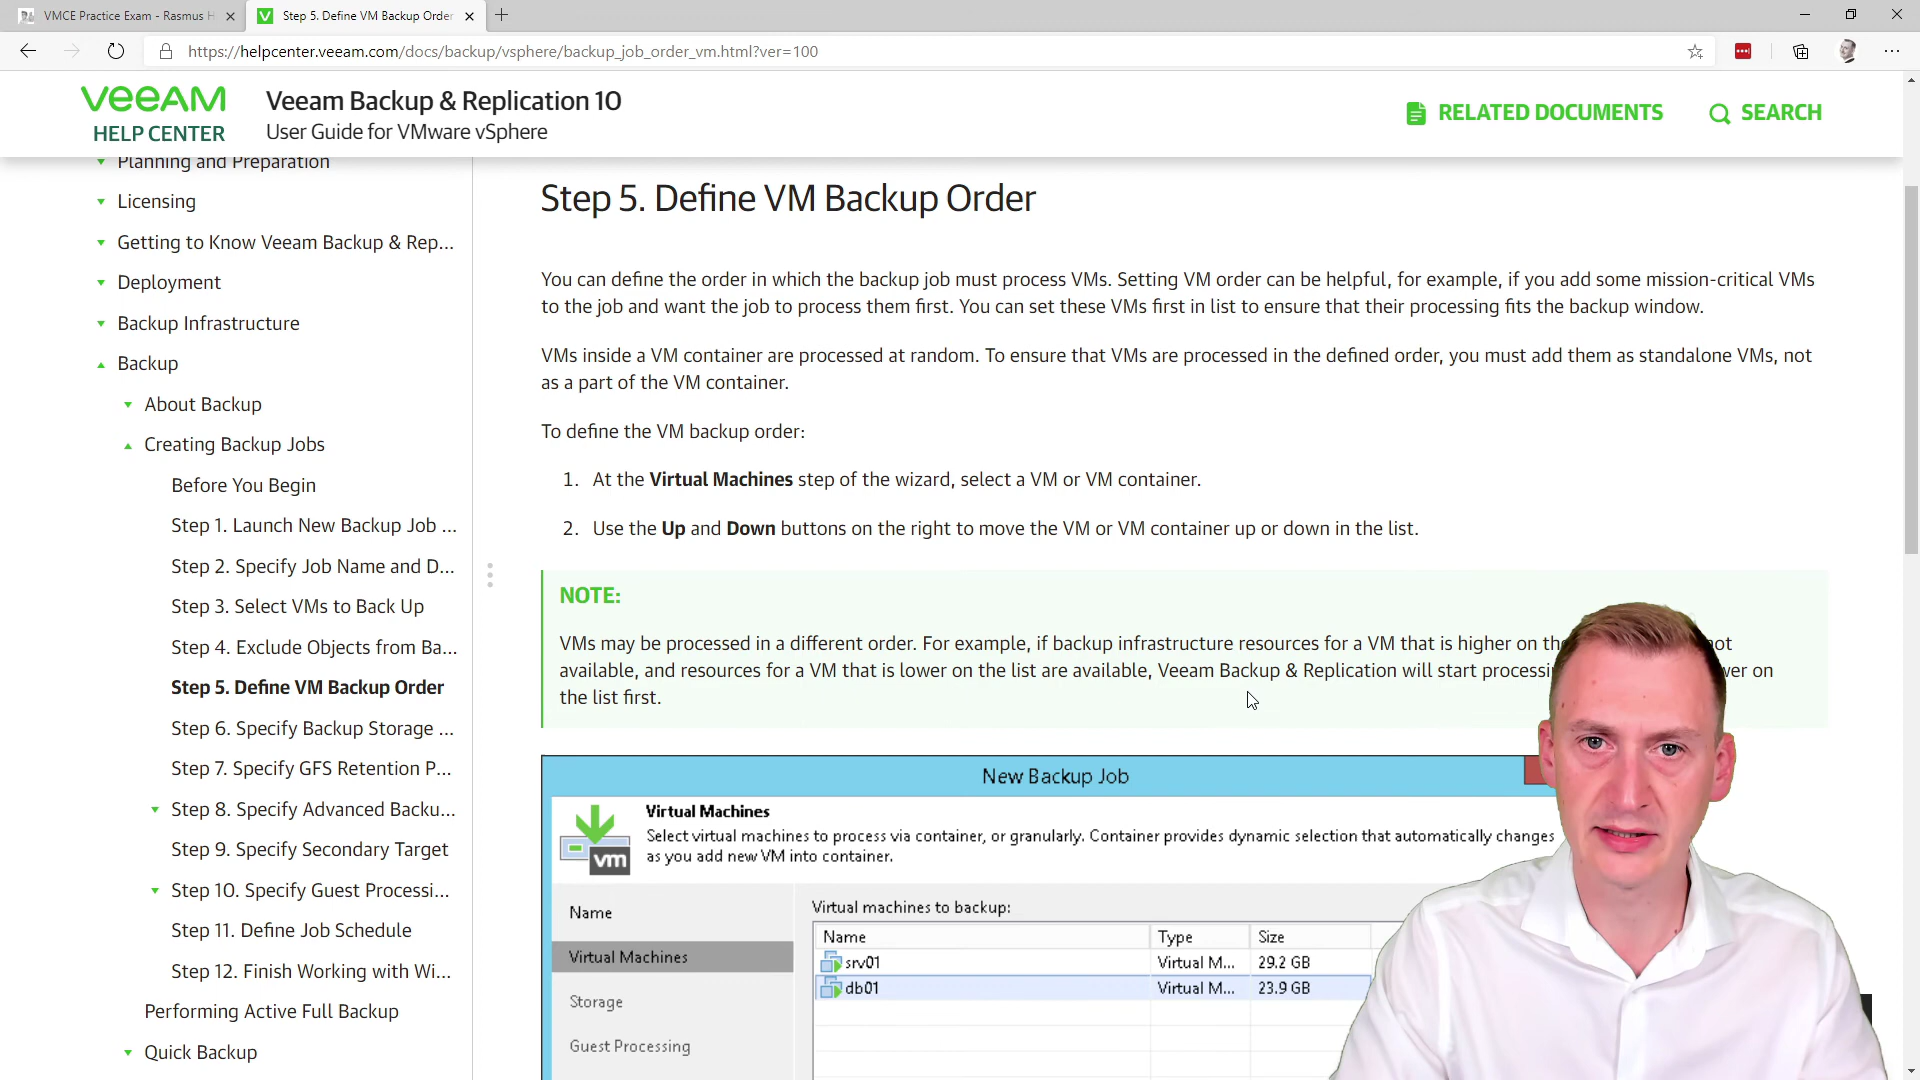 VMCE Practice Exam - Rasmus H
Step 5. Define VM Backup Order
https://helpcenter.veeam.com/docs/backup/vsphere/backup_job_order_vm.html?ver=100
veeam
HELP CENTER
Veeam Backup & Replication 10
User Guide for VMware vSphere
RELATED DOCUMENTS
SEARCH
Planning and Preparation
Licensing
Getting to Know Veeam Backup & Rep...
Deployment
Backup Infrastructure
Backup
About Backup
Creating Backup Jobs
Before You Begin
Step 1. Launch New Backup Job ...
Step 2. Specify Job Name and D...
Step 3. Select VMs to Back Up
Step 4. Exclude Objects from Ba...
Step 5. Define VM Backup Order
Step 6. Specify Backup Storage ...
Step 7. Specify GFS Retention P...
Step 8. Specify Advanced Backu...
Step 9. Specify Secondary Target
Step 10. Specify Guest Processi...
Step 11. Define Job Schedule
Step 12. Finish Working with Wi...
Performing Active Full Backup
Quick Backup
Step 5. Define VM Backup Order
You can define the order in which the backup job must process VMs. Setting VM order can be helpful, for example, if you add some mission-critical VMs
to the job and want the job to process them first. You can set these VMs first in list to ensure that their processing fits the backup window.
VMs inside a VM container are processed at random. To ensure that VMs are processed in the defined order, you must add them as standalone VMs, not
as a part of the VM container.
To define the VM backup order:
1. At the Virtual Machines step of the wizard, select a VM or VM container.
2. Use the Up and Down buttons on the right to move the VM or VM container up or down in the list.
NOTE:
VMs may be processed in a different order. For example, if backup infrastructure resources for a VM that is higher on the
available, and resources for a VM that is lower on the list are available, Veeam Backup & Replication will start on
the list first.
New Backup Job
Virtual Machines
Select virtual machines to process via container, or granularly. Container provides dynamic selection that automatically changes
as you add new VM into container.
Name
Virtual Machines
Storage
Guest Processing
Virtual machines to backup:
Name Type Size
srv01 Virtual M... 29.2 GB
db01 Virtual M... 23.9 GB